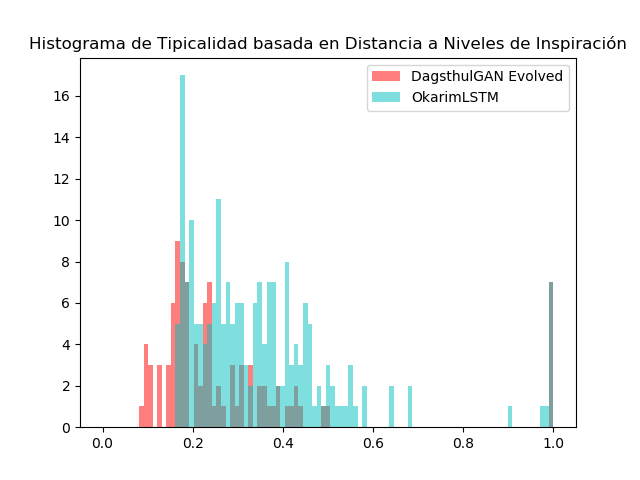 Histograma de Tipicalidad basada en Distancia a Niveles de Inspiración
DagsthulGAN Evolved
OkarimLSTM
16
14
12
10
8
6
4
2
0
0.0 0.2 0.4 0.6 0.8 1.0